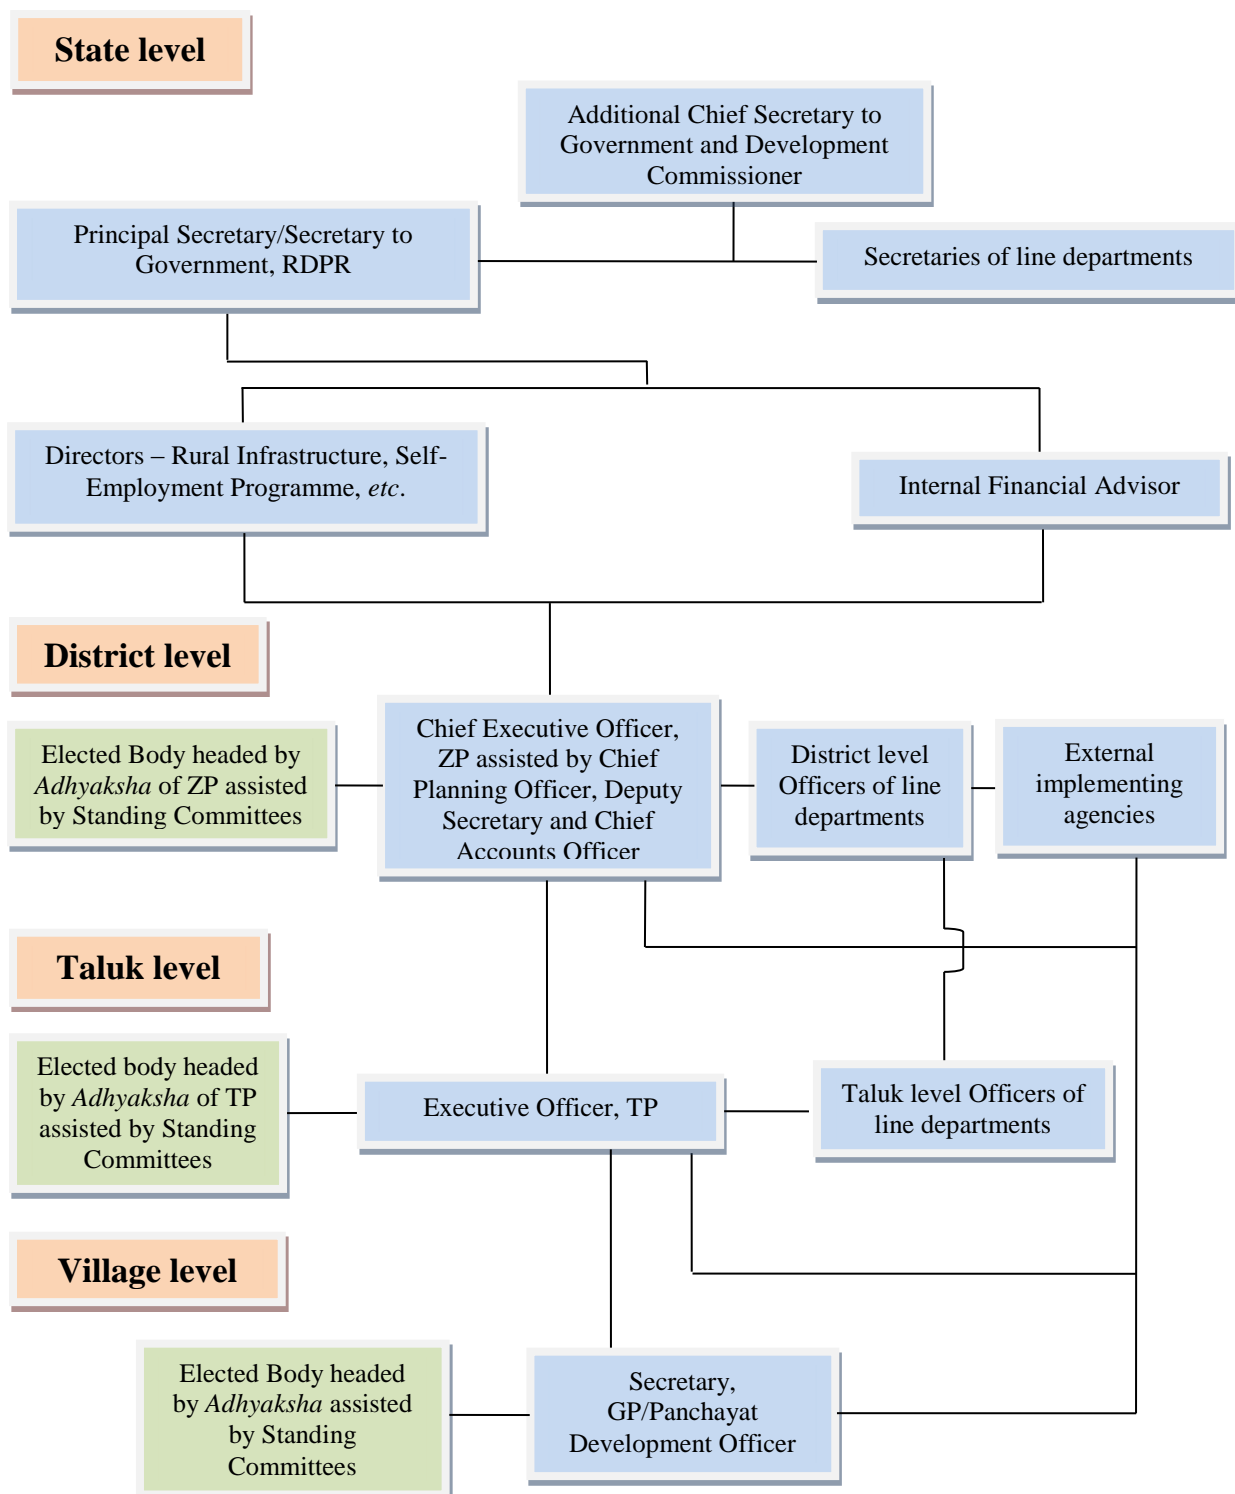 State level
Additional Chief Secretary to
Government and Development
Commissioner
Principal Secretary/Secretary to
Government, RDPR
Secretaries of line departments
Directors – Rural Infrastructure, Self-
Employment Programme, etc.
Internal Financial Advisor
District level
Elected Body headed by
Adhyaksha of ZP assisted
by Standing Committees
Chief Executive Officer,
ZP assisted by Chief
Planning Officer, Deputy
Secretary and Chief
Accounts Officer
District level
Officers of line
departments
External
implementing
agencies
Taluk level
Elected body headed
by Adhyaksha of TP
assisted by Standing
Committees
Executive Officer, TP
Taluk level Officers of
line departments
Village level
Elected Body headed
by Adhyaksha assisted
by Standing
Committees
Secretary,
GP/Panchayat
Development Officer